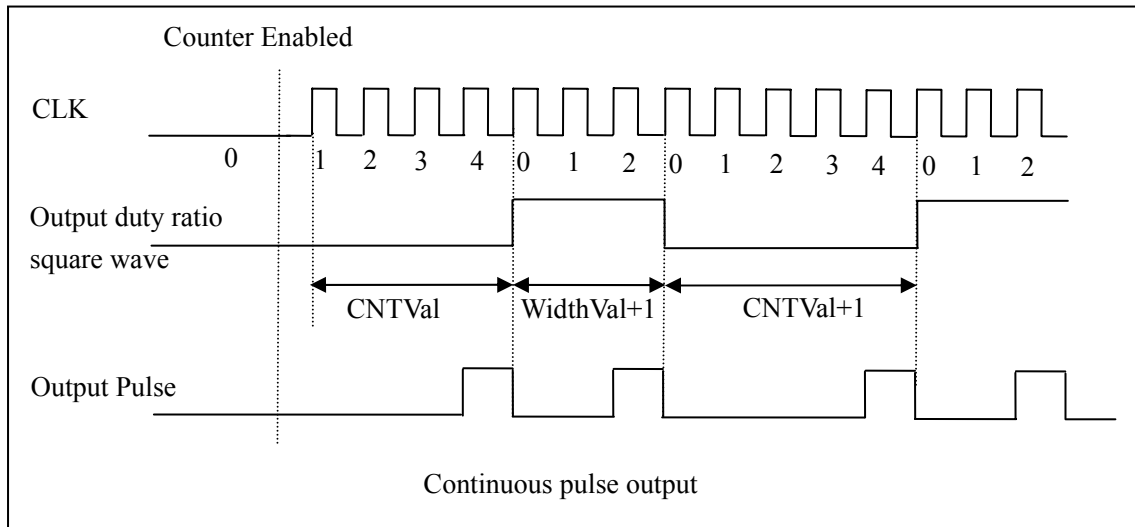 Counter Enabled
CLK
0 1 2 3 4 0 1 2 0 1 2 3 4 0 1 2
Output duty ratio
square wave
CNTVal WidthVal+1 CNTVal+1
Output Pulse
Continuous pulse output